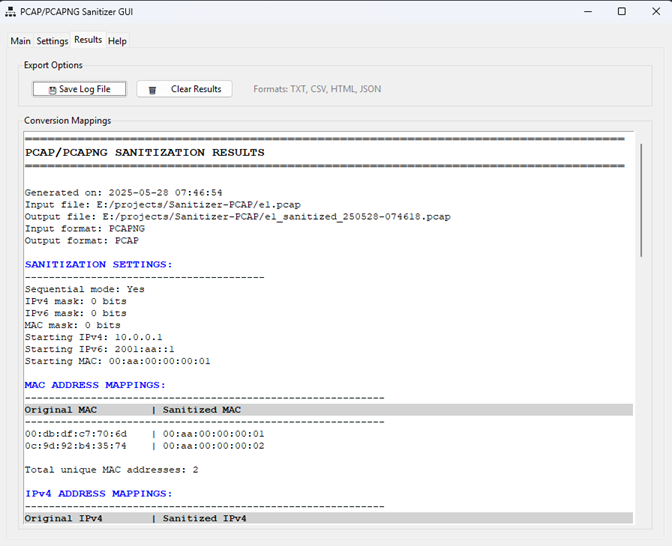 PCAP/PCAPNG Sanitizer GUI
Main Settings Results Help
Export Options
Save Log File Clear Results Formats: TXT, CSV, HTML, JSON
Conversion Mappings
================================================================================
PCAP/PCAPNG SANITIZATION RESULTS
================================================================================
Generated on: 2025-05-28 07:46:54
Input file: E:/projects/Sanitizer-PCAP/e1.pcap
Output file: E:/projects/Sanitizer-PCAP/e1_sanitized_250528-074618.pcap
Input format: PCAPNG
Output format: PCAP
SANITIZATION SETTINGS:
----------------------------------------
Sequential mode: Yes
IPv4 mask: 0 bits
IPv6 mask: 0 bits
MAC mask: 0 bits
Starting IPv4: 10.0.0.1
Starting IPv6: 2001:aa::1
Starting MAC: 00:aa:00:00:00:01
MAC ADDRESS MAPPINGS:
------------------------------------------------------------
Original MAC | Sanitized MAC
------------------------------------------------------------
00:db:df:c7:70:6d | 00:aa:00:00:00:01
0c:9d:92:b4:35:74 | 00:aa:00:00:00:02
Total unique MAC addresses: 2
IPv4 ADDRESS MAPPINGS:
------------------------------------------------------------
Original IPv4 | Sanitized IPv4